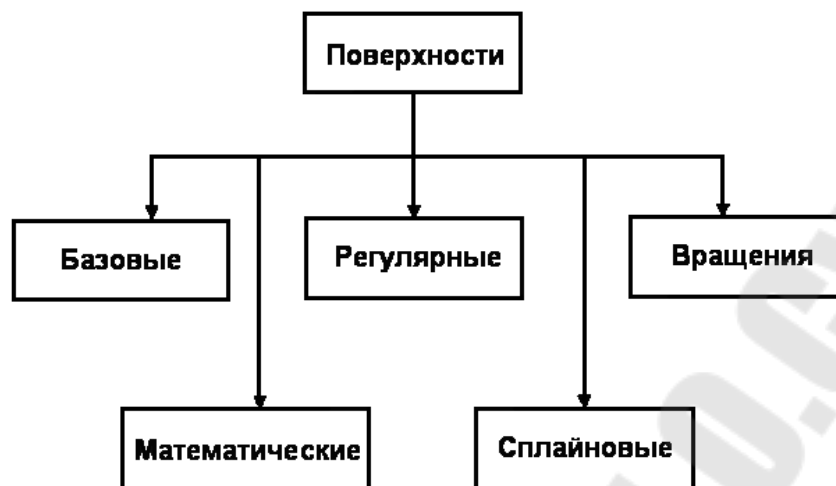 Поверхности
Базовые
Регулярные
Вращения
Математические
Сплайновые